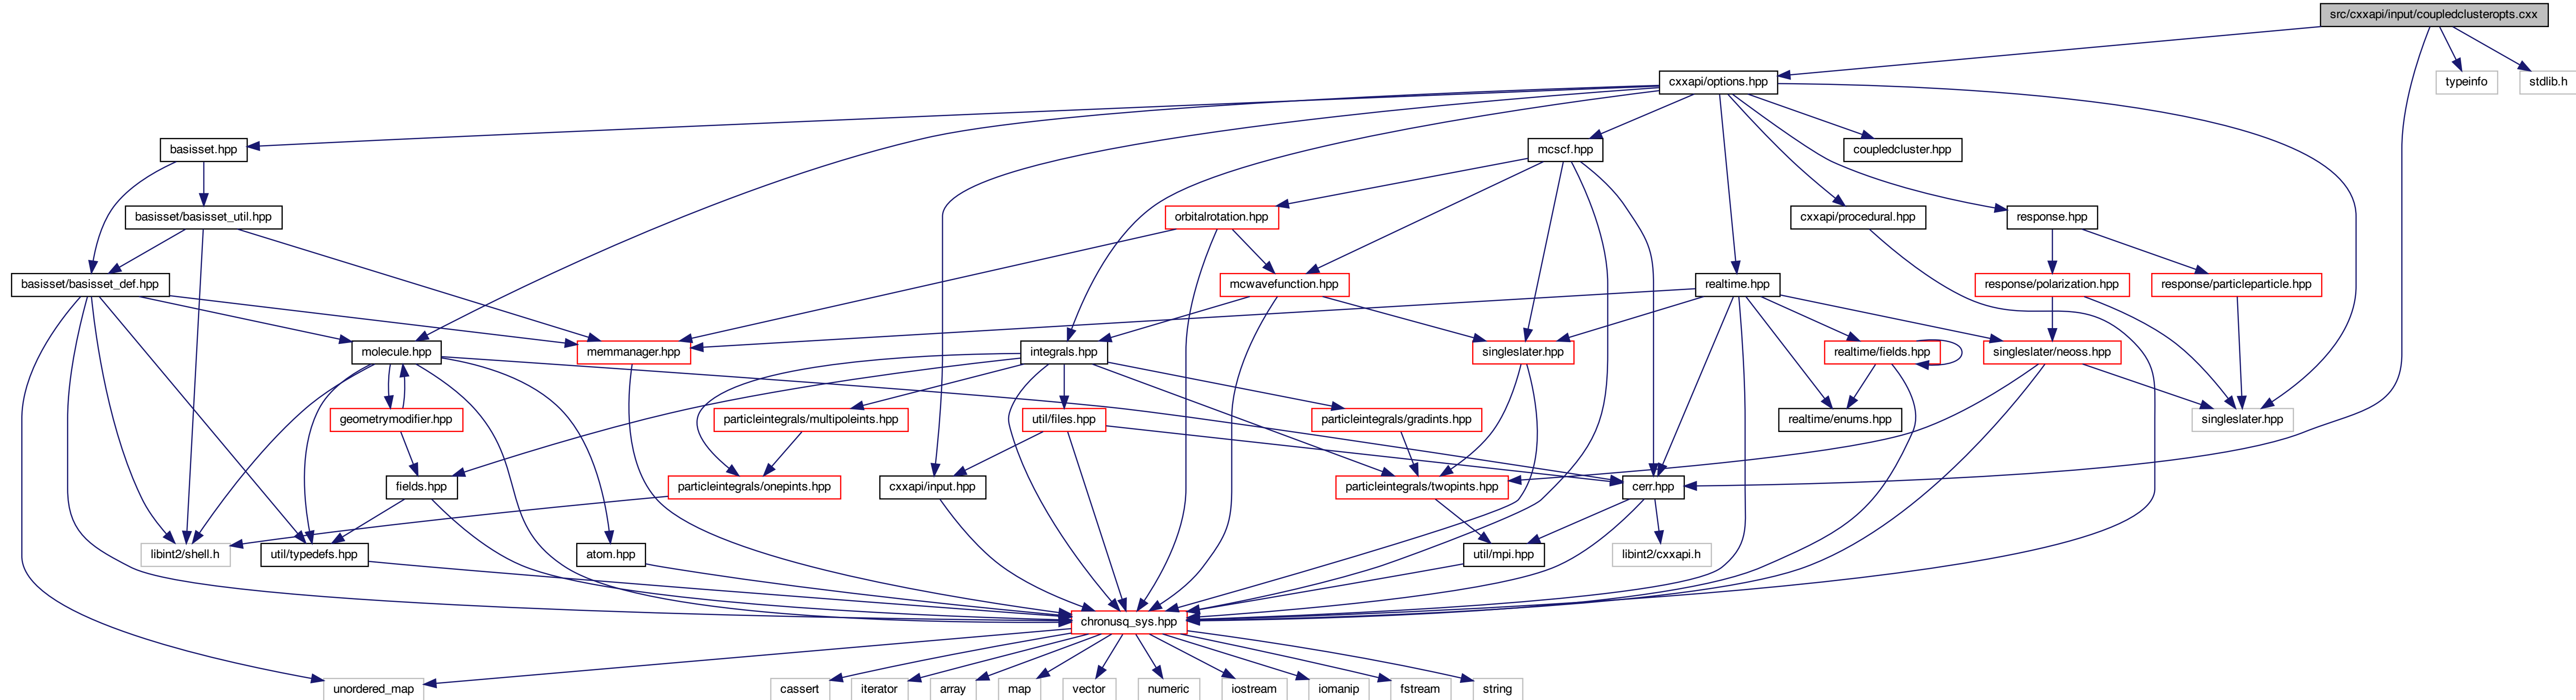 src/cxxapi/input/coupledclusteropts.cxx
cxxapi/options.hpp
typeinfo
stdlib.h
basisset.hpp
mcscf.hpp
coupledcluster.hpp
basisset/basisset_util.hpp
orbitalrotation.hpp
cxxapi/procedural.hpp
response.hpp
basisset/basisset_def.hpp
mcwavefunction.hpp
realtime.hpp
response/polarization.hpp
response/particleparticle.hpp
molecule.hpp
memmanager.hpp
integrals.hpp
singleslater.hpp
realtime/fields.hpp
singleslater/neoss.hpp
geometrymodifier.hpp
particleintegrals/multipoleints.hpp
util/files.hpp
particleintegrals/gradints.hpp
realtime/enums.hpp
singleslater.hpp
fields.hpp
particleintegrals/onepints.hpp
cxxapi/input.hpp
particleintegrals/twopints.hpp
cerr.hpp
libint2/shell.h
util/typedefs.hpp
atom.hpp
util/mpi.hpp
libint2/cxxapi.h
chronusq_sys.hpp
unordered_map
cassert
iterator
array
map
vector
numeric
iostream
iomanip
fstream
string